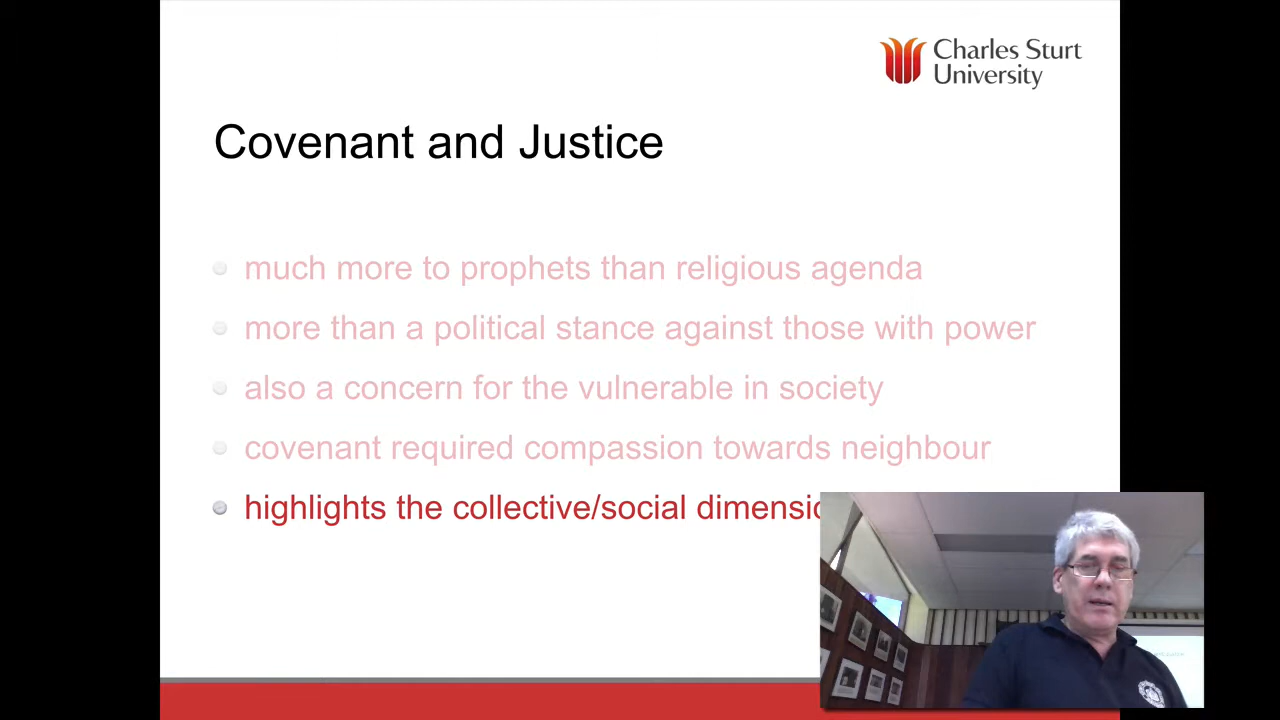 Charles Sturt
University
Covenant and Justice
much more to prophets than religious agenda
more than a political stance against those with power
also a concern for the vulnerable in society
covenant required compassion towards neighbour
highlights the collective/social